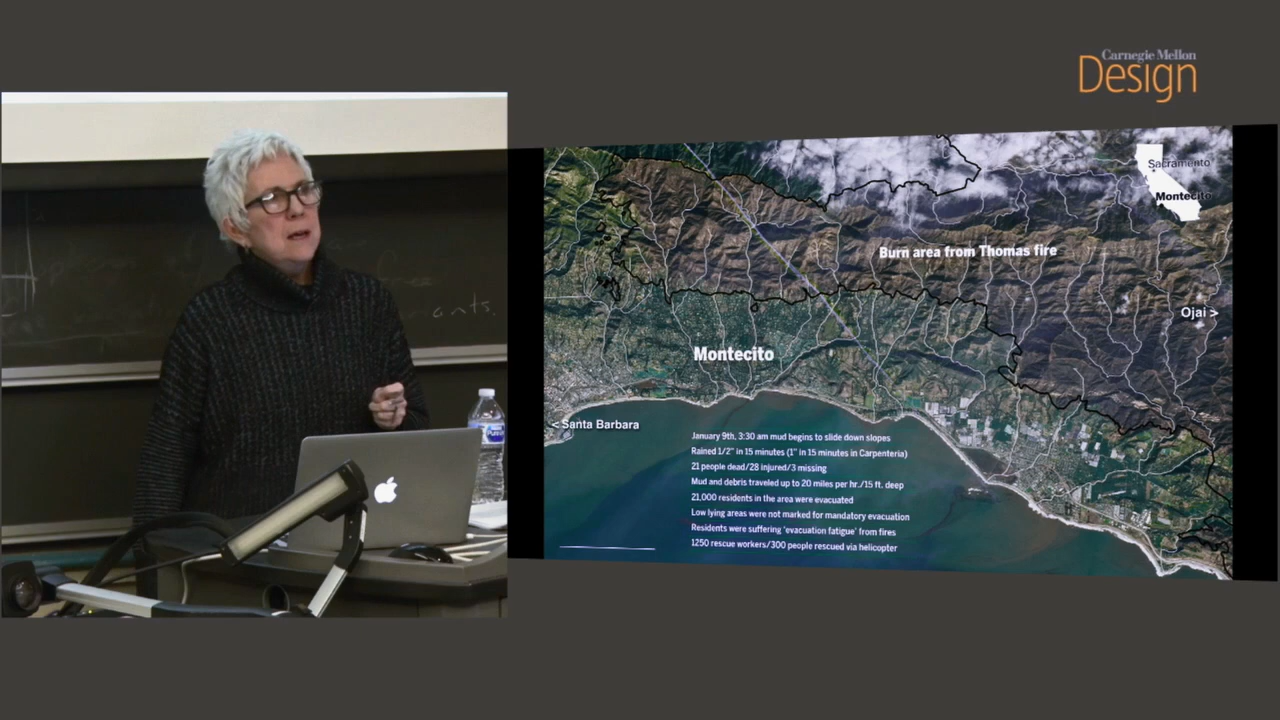 Carnegie Mellon
Design
Sacramento
Montecito
Burn area from Thomas fire
Ojai >
Montecito
< Santa Barbara
January 9th, 3:30 am mud begins to slide down slopes
Rained 1/2" in 15 minutes (1" in 15 minutes in Carpenteria)
21 people dead/28 injured/3 missing
Mud and debris traveled up to 20 miles per hr./15 ft. deep
21,000 residents in the area were evacuated
Low lying areas were not marked for mandatory evacuation
Residents were suffering 'evacuation fatigue' from fires
1250 rescue workers/300 people rescued via helicopter
ants.